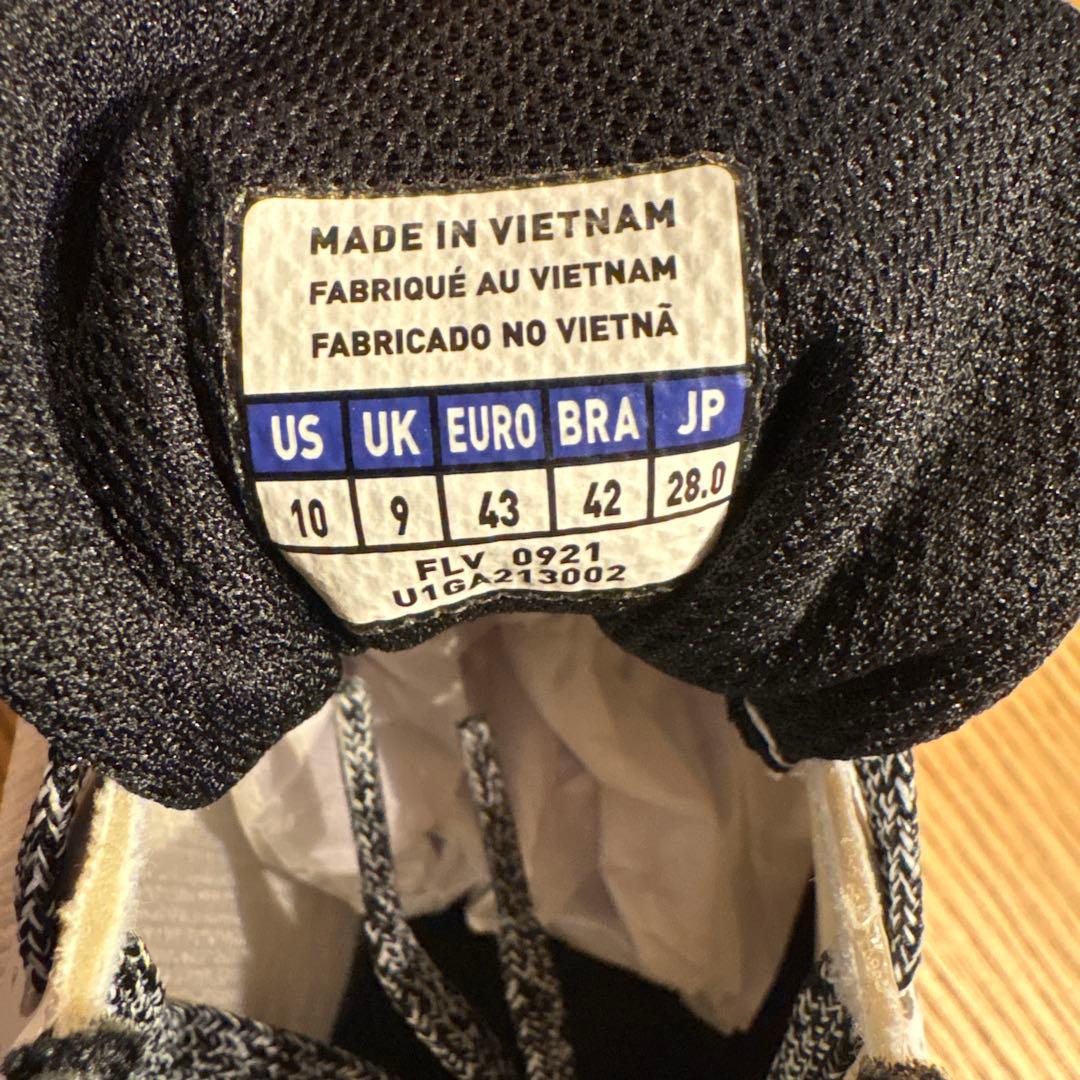 MADE IN VIETNAM
FABRIQUÉ AU VIETNAM
FABRICADO NO VIETNÃ
US UK EURO BRA JP
10 9 43 42 28.0
FLV 0921
U1GA213002